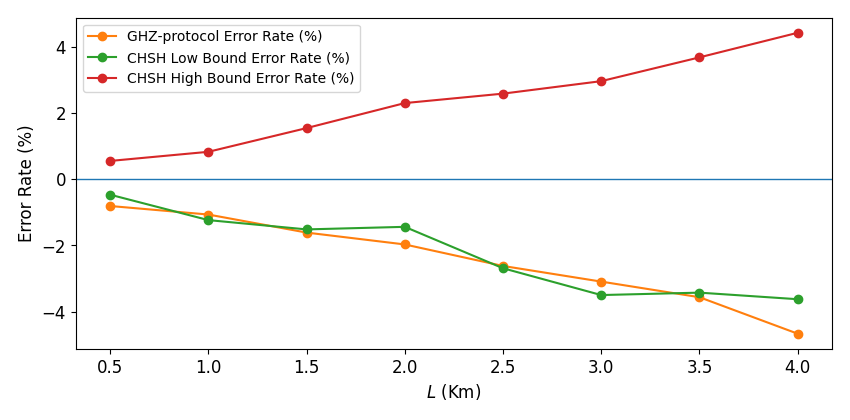 GHZ-protocol Error Rate (%)
CHSH Low Bound Error Rate (%)
CHSH High Bound Error Rate (%)
Error Rate (%)
4
2
0
−2
−4
0.5 1.0 1.5 2.0 2.5 3.0 3.5 4.0
L (Km)